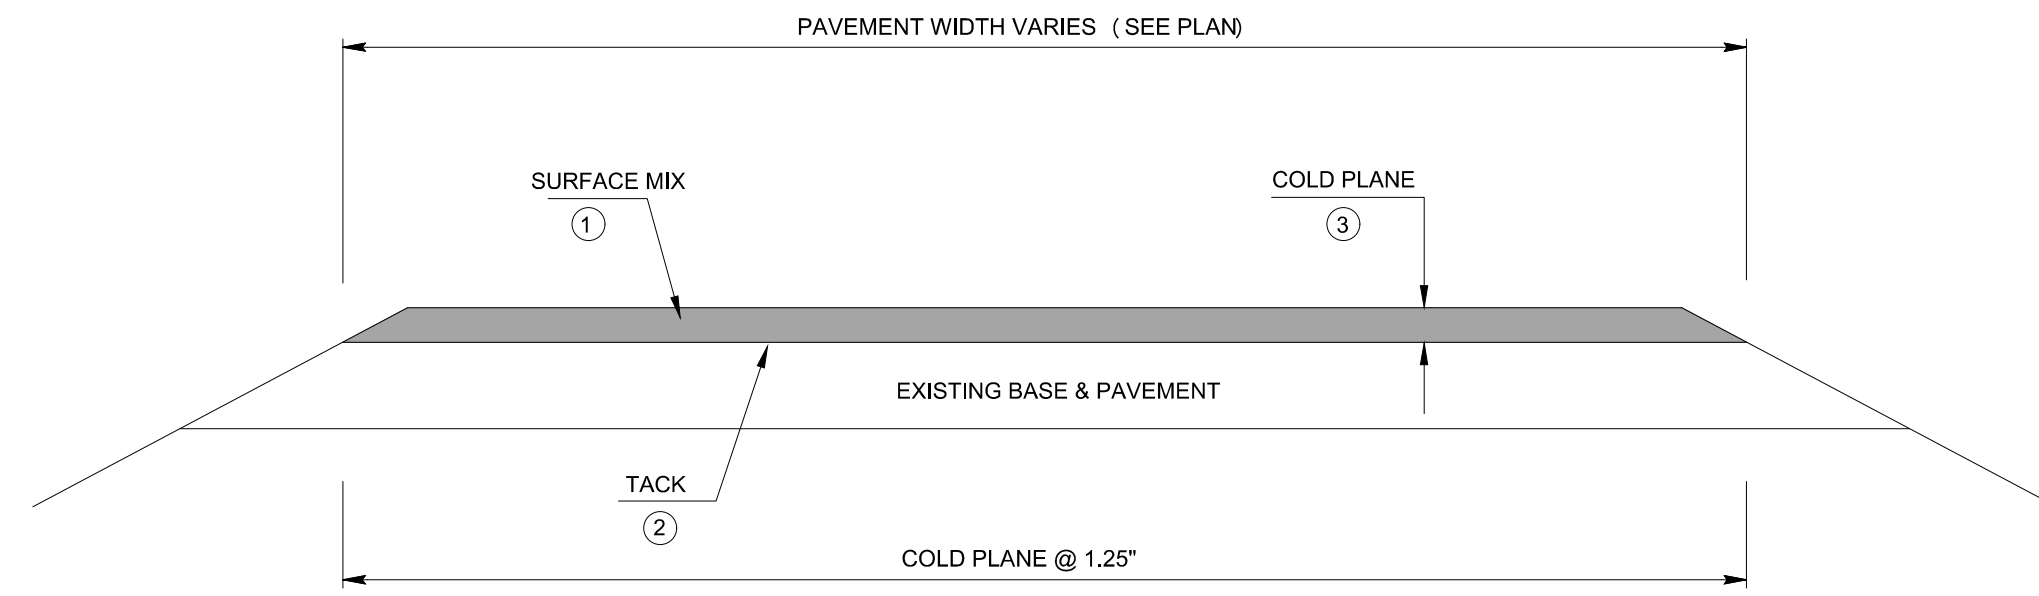 PAVEMENT WIDTH VARIES (SEE PLAN)
SURFACE MIX
1
COLD PLANE
3
EXISTING BASE & PAVEMENT
TACK
2
COLD PLANE @ 1.25"